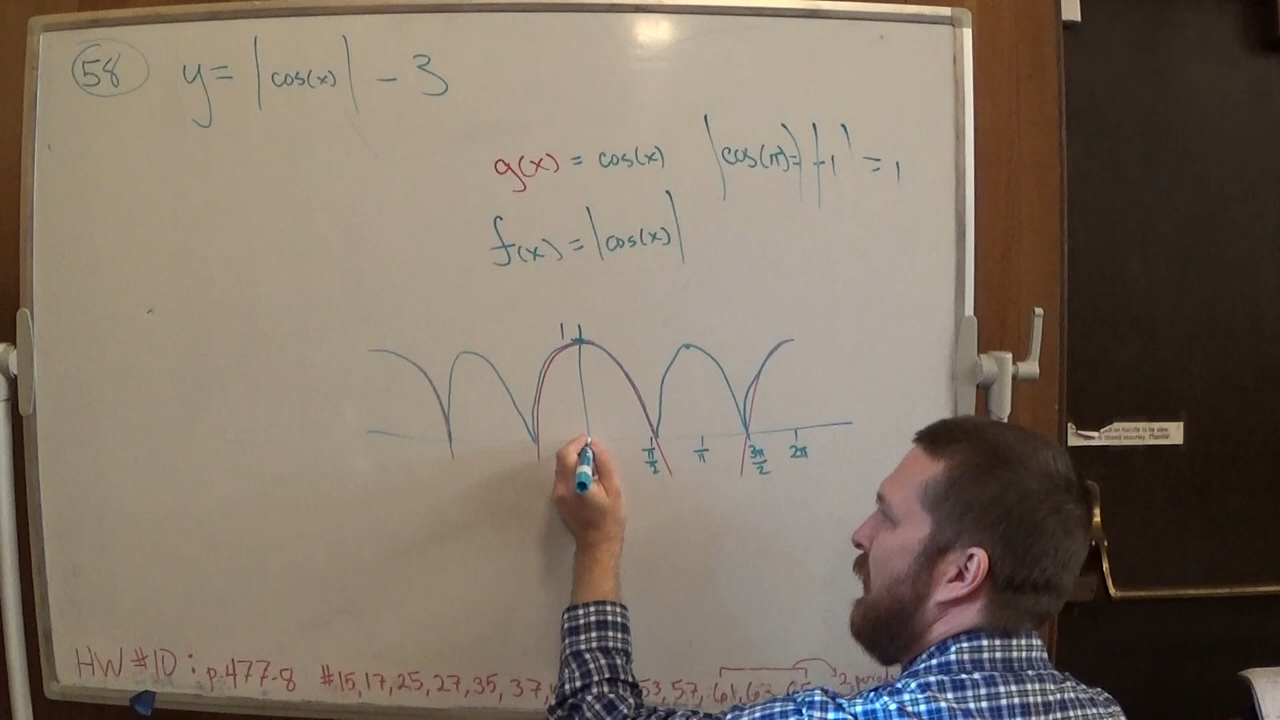 58 y = |cos(x)| - 3
g(x) = cos(x) |cos(π)| = |-1| = 1
f(x) = |cos(x)|
1
π/2 π 3π/2 2π
HW #10: p.477-8 #15, 17, 25, 27, 35, 37, 53, 57, 61, 63, 65 2